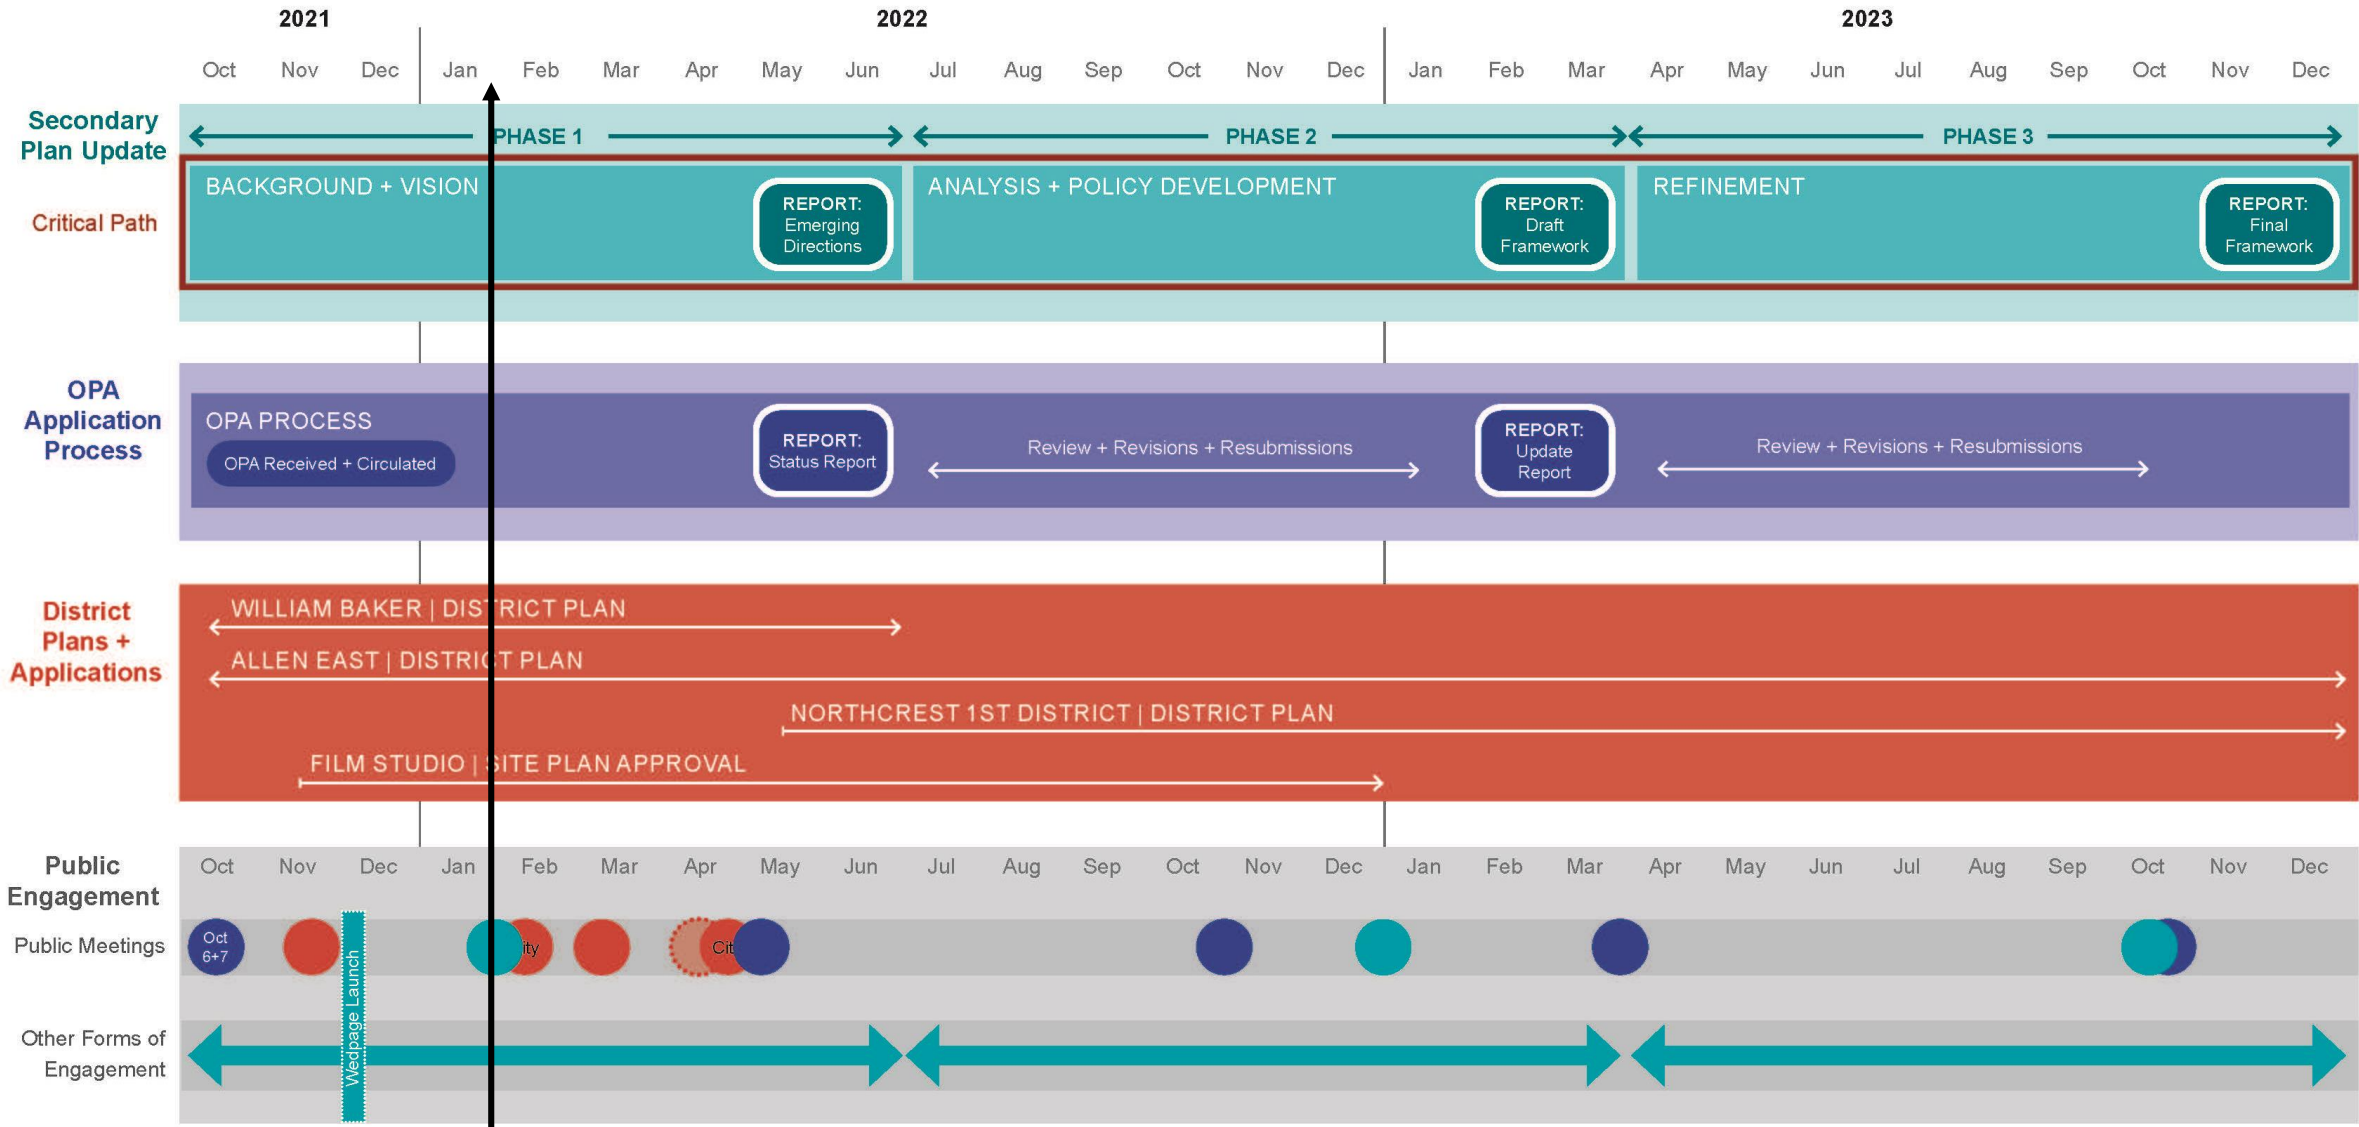 2021 2022 2023
Oct Nov Dec Jan Feb Mar Apr May Jun Jul Aug Sep Oct Nov Dec Jan Feb Mar Apr May Jun Jul Aug Sep Oct Nov Dec
Secondary
Plan Update
PHASE 1 PHASE 2 PHASE 3
Critical Path
BACKGROUND + VISION
REPORT:
Emerging
Directions
ANALYSIS + POLICY DEVELOPMENT
REPORT:
Draft
Framework
REFINEMENT
REPORT:
Final
Framework
OPA
Application
Process
OPA PROCESS
OPA Received + Circulated
REPORT:
Status Report
Review + Revisions + Resubmissions
REPORT:
Update
Report
Review + Revisions + Resubmissions
District
Plans +
Applications
WILLIAM BAKER | DISTRICT PLAN
ALLEN EAST | DISTRICT PLAN
NORTHCREST 1ST DISTRICT | DISTRICT PLAN
FILM STUDIO | SITE PLAN APPROVAL
Public
Engagement
Oct Nov Dec Jan Feb Mar Apr May Jun Jul Aug Sep Oct Nov Dec Jan Feb Mar Apr May Jun Jul Aug Sep Oct Nov Dec
Public Meetings
Oct
6+7
Wedpage Launch
ity
Cit
Other Forms of
Engagement